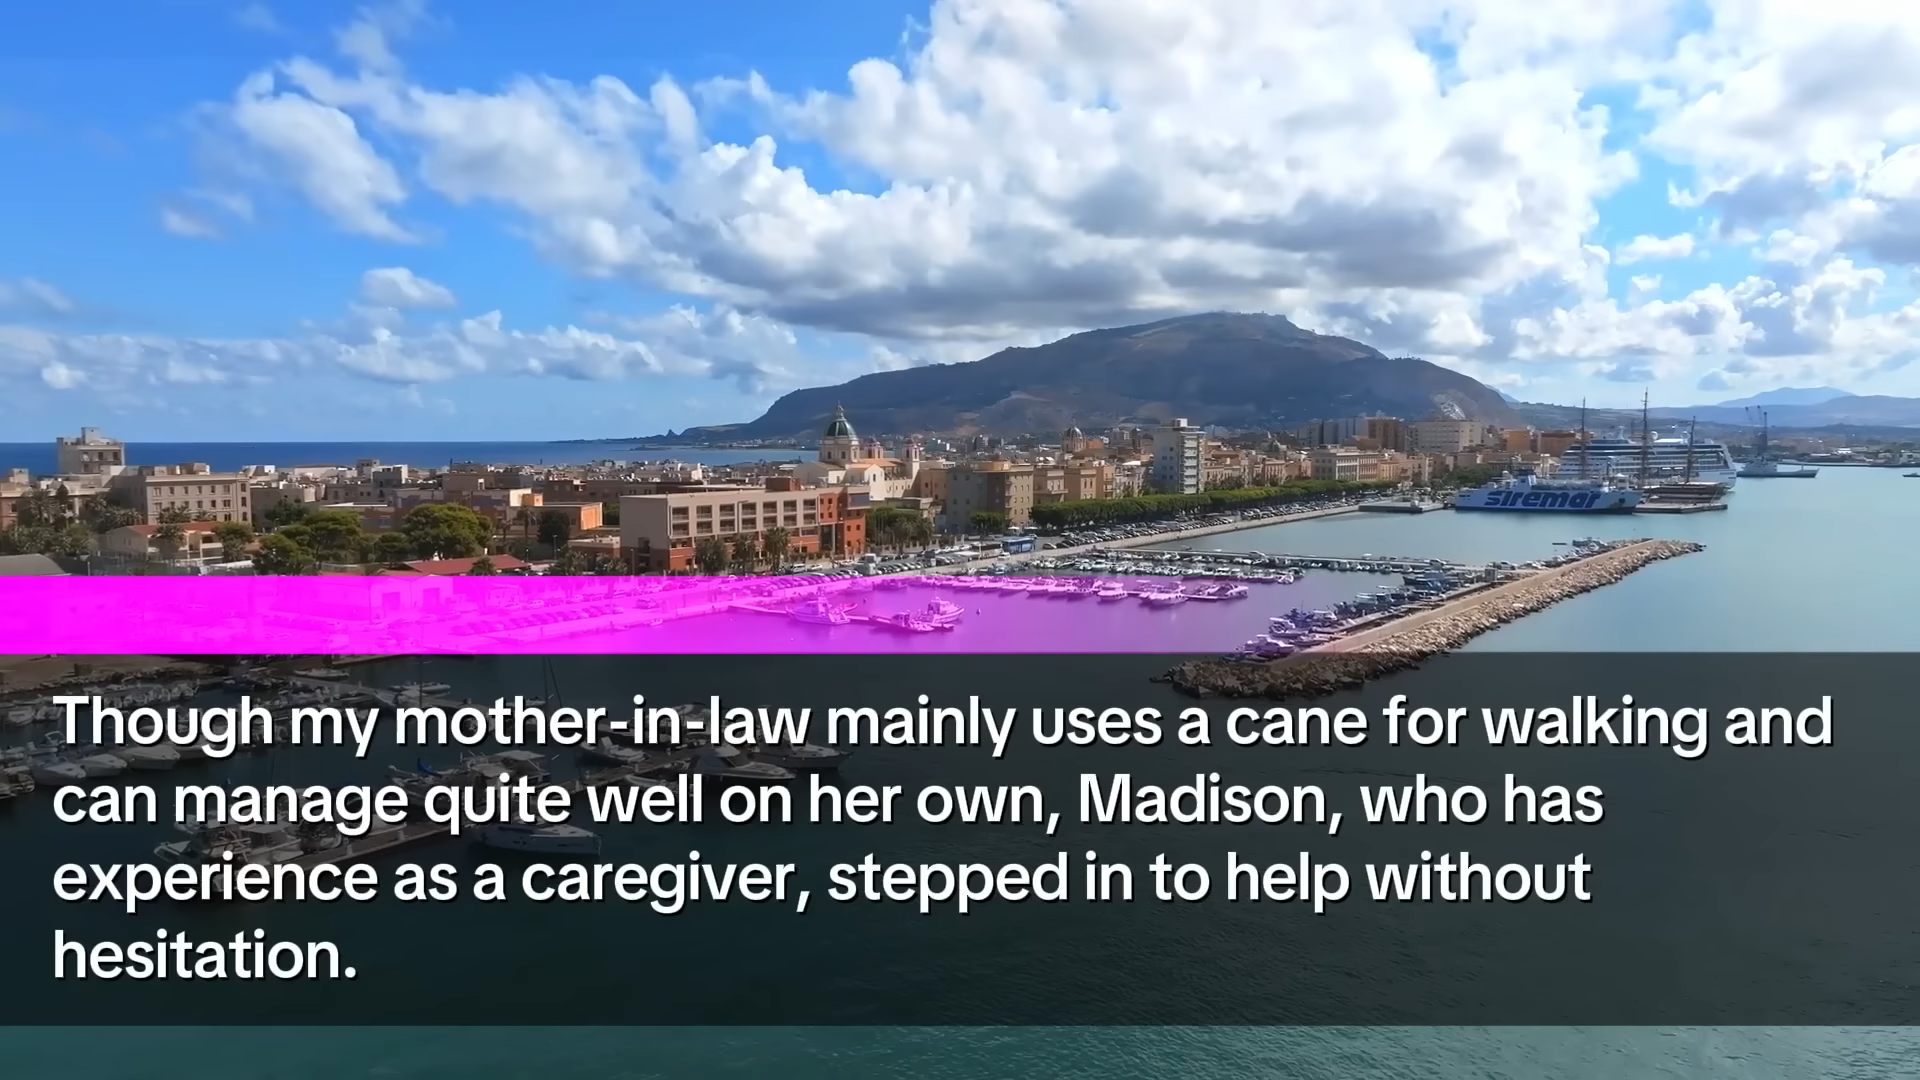 siremar
Though my mother-in-law mainly uses a cane for walking and
can manage quite well on her own, Madison, who has
experience as a caregiver, stepped in to help without
hesitation.